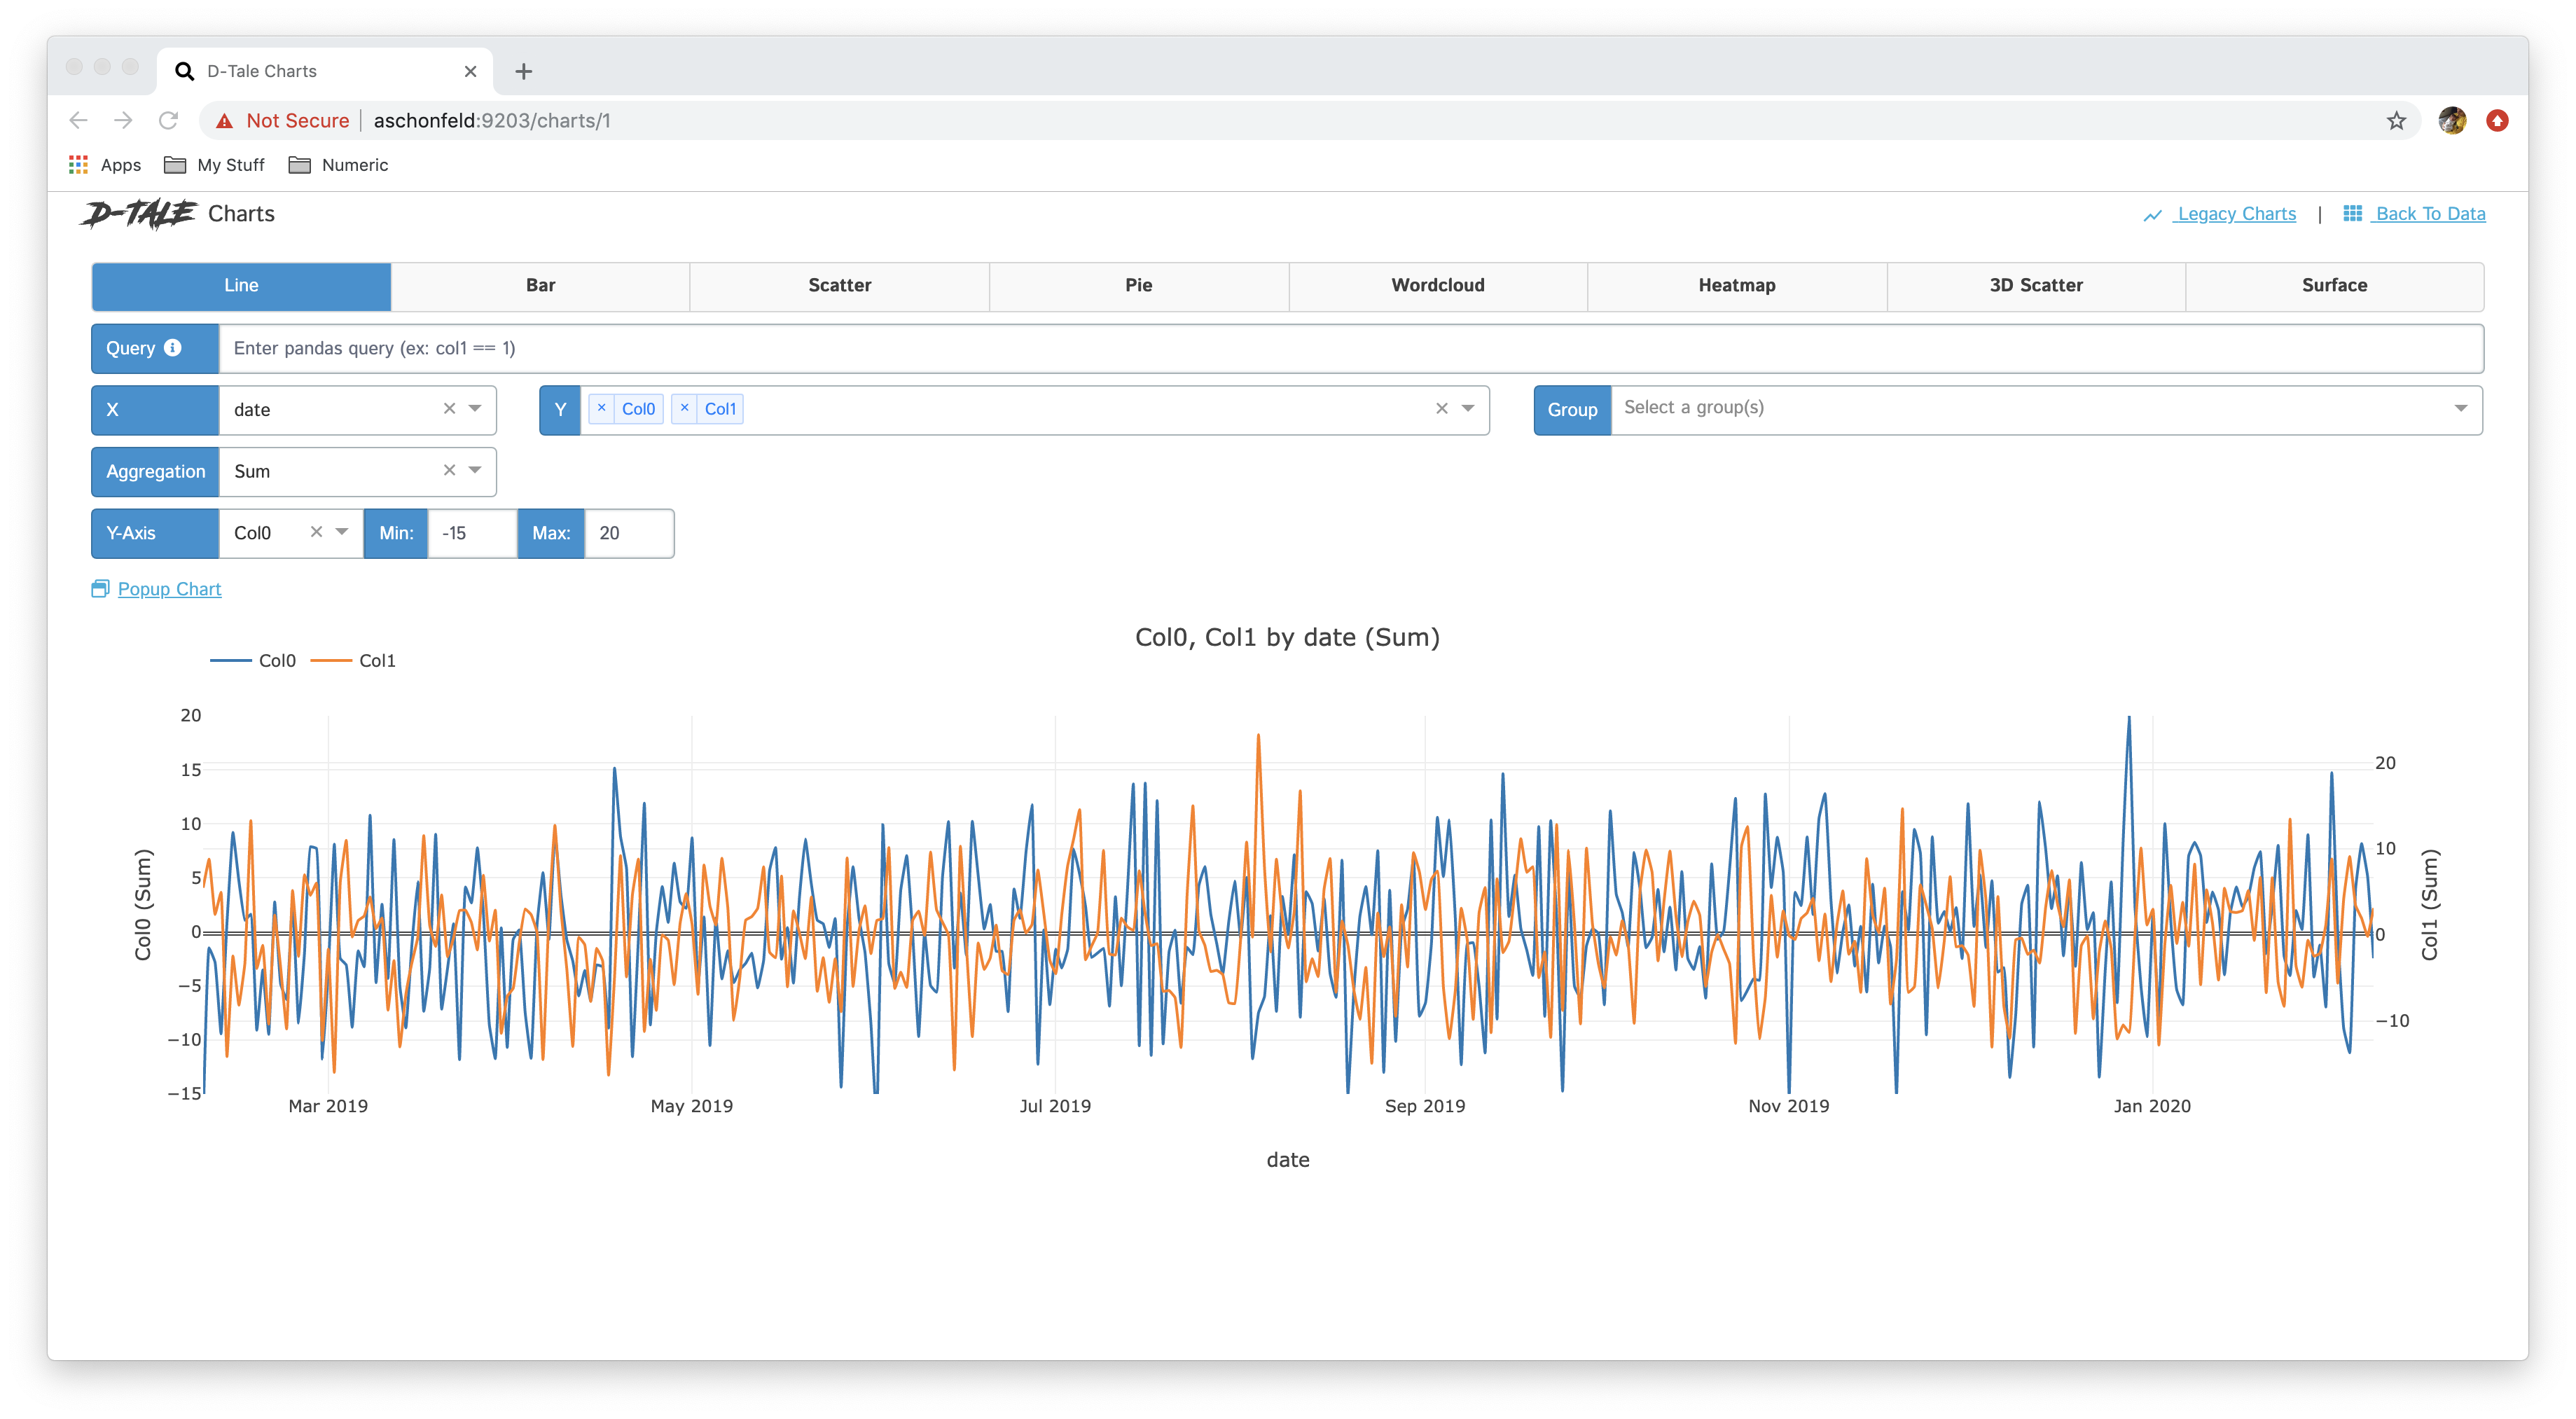 D-Tale Charts
Not Secure aschonfeld:9203/charts/1
Apps My Stuff Numeric
D-TALE Charts Legacy Charts | Back To Data
Line Bar Scatter Pie Wordcloud Heatmap 3D Scatter Surface
Query Enter pandas query (ex: col1 == 1)
X date Y × Col0 × Col1 Group Select a group(s)
Aggregation Sum
Y-Axis Col0 Min: -15 Max: 20
Popup Chart
Col0, Col1 by date (Sum)
Col0 Col1
20
15
10
5
0
−5
−10
−15
Col0 (Sum)
20
10
0
−10
Col1 (Sum)
Mar 2019 May 2019 Jul 2019 Sep 2019 Nov 2019 Jan 2020
date